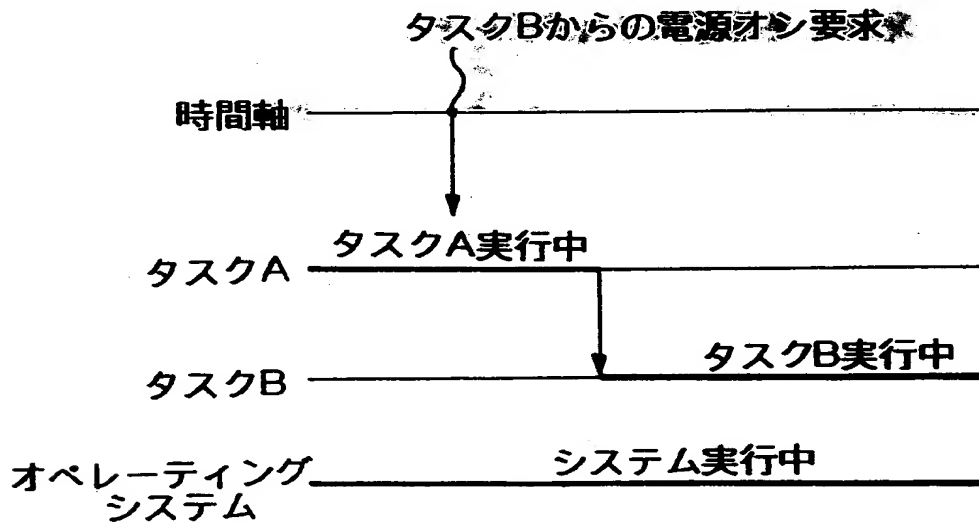 タスクBからの電源オン要求
時間軸
タスクA実行中
タスクA
タスクB実行中
タスクB
システム実行中
オペレーティング
システム